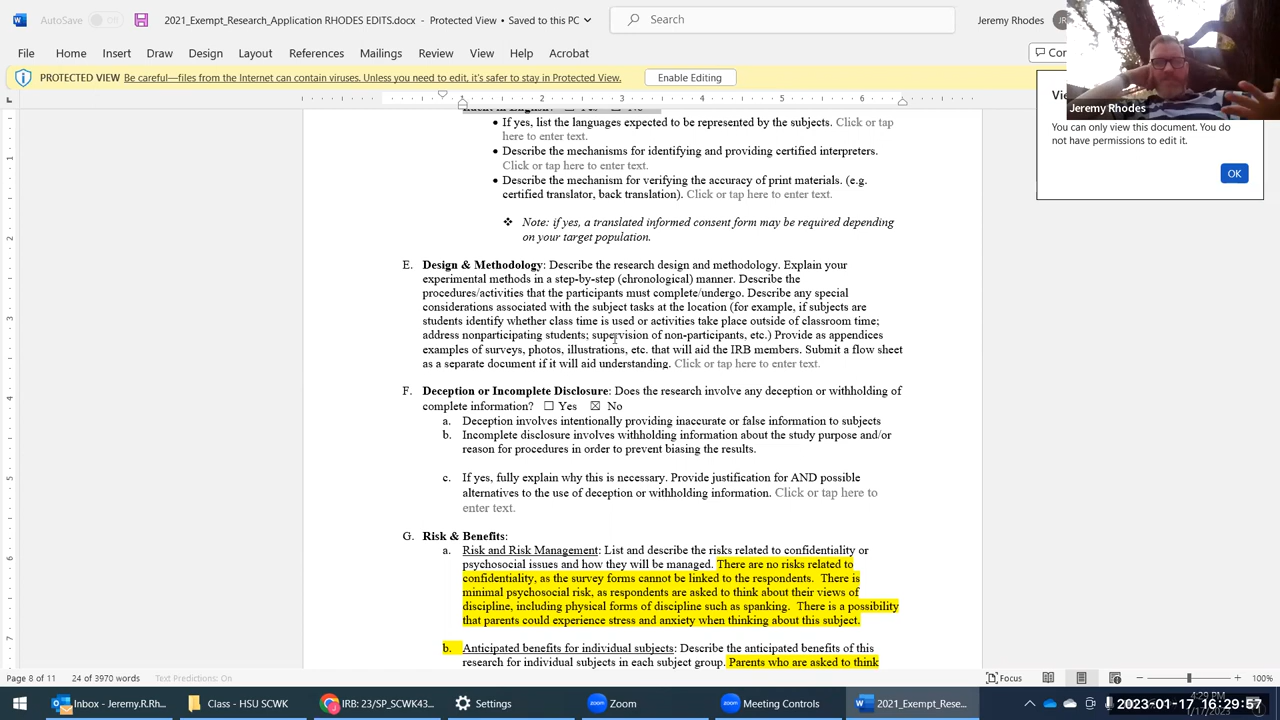 AutoSave Off 2021_Exempt_Research_Application RHODES EDITS.docx - Protected View • Saved to this PC Search Jeremy Rhodes JR
File Home Insert Draw Design Layout References Mailings Review View Help Acrobat
PROTECTED VIEW Be careful—files from the Internet can contain viruses. Unless you need to edit, it's safer to stay in Protected View. Enable Editing
Jeremy Rhodes
You can only view this document. You do
not have permissions to edit it.
OK
• If yes, list the languages expected to be represented by the subjects. Click or tap
here to enter text.
• Describe the mechanisms for identifying and providing certified interpreters.
Click or tap here to enter text.
• Describe the mechanism for verifying the accuracy of print materials. (e.g.
certified translator, back translation). Click or tap here to enter text.
❖ Note: if yes, a translated informed consent form may be required depending
on your target population.
E. Design & Methodology: Describe the research design and methodology. Explain your
experimental methods in a step-by-step (chronological) manner. Describe the
procedures/activities that the participants must complete/undergo. Describe any special
considerations associated with the subject tasks at the location (for example, if subjects are
students identify whether class time is used or activities take place outside of classroom time;
address nonparticipating students; supervision of non-participants, etc.) Provide as appendices
examples of surveys, photos, illustrations, etc. that will aid the IRB members. Submit a flow sheet
as a separate document if it will aid understanding. Click or tap here to enter text.
F. Deception or Incomplete Disclosure: Does the research involve any deception or withholding of
complete information? ☐ Yes ☒ No
a. Deception involves intentionally providing inaccurate or false information to subjects
b. Incomplete disclosure involves withholding information about the study purpose and/or
reason for procedures in order to prevent biasing the results.
c. If yes, fully explain why this is necessary. Provide justification for AND possible
alternatives to the use of deception or withholding information. Click or tap here to
enter text.
G. Risk & Benefits:
a. Risk and Risk Management: List and describe the risks related to confidentiality or
psychosocial issues and how they will be managed. There are no risks related to
confidentiality, as the survey forms cannot be linked to the respondents. There is
minimal psychosocial risk, as respondents are asked to think about their views of
discipline, including physical forms of discipline such as spanking. There is a possibility
that parents could experience stress and anxiety when thinking about this subject.
b. Anticipated benefits for individual subjects: Describe the anticipated benefits of this
research for individual subjects in each subject group. Parents who are asked to think
Page 8 of 11 24 of 3970 words Text Predictions: On Focus 100%
Inbox - Jeremy.R.Rh... Class - HSU SCWK IRB: 23/SP_SCWK43... Settings Zoom Meeting Controls 2021_Exempt_Rese...
2023-01-17 16:29:57